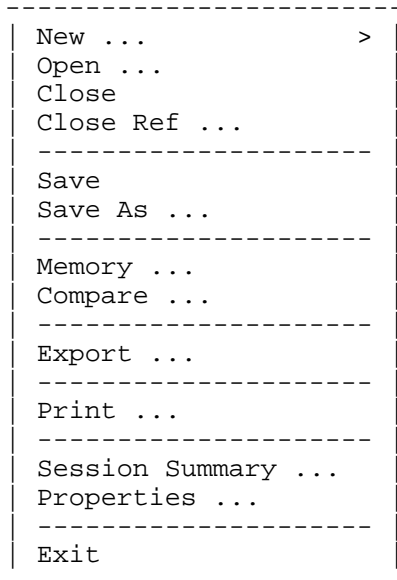 -------------------------
| New ...             > |
| Open ...              |
| Close                 |
| Close Ref ...         |
| --------------------- |
| Save                  |
| Save As ...           |
| --------------------- |
| Memory ...            |
| Compare ...           |
| --------------------- |
| Export ...            |
| --------------------- |
| Print ...             |
| --------------------- |
| Session Summary ...   |
| Properties ...        |
| --------------------- |
| Exit                  |